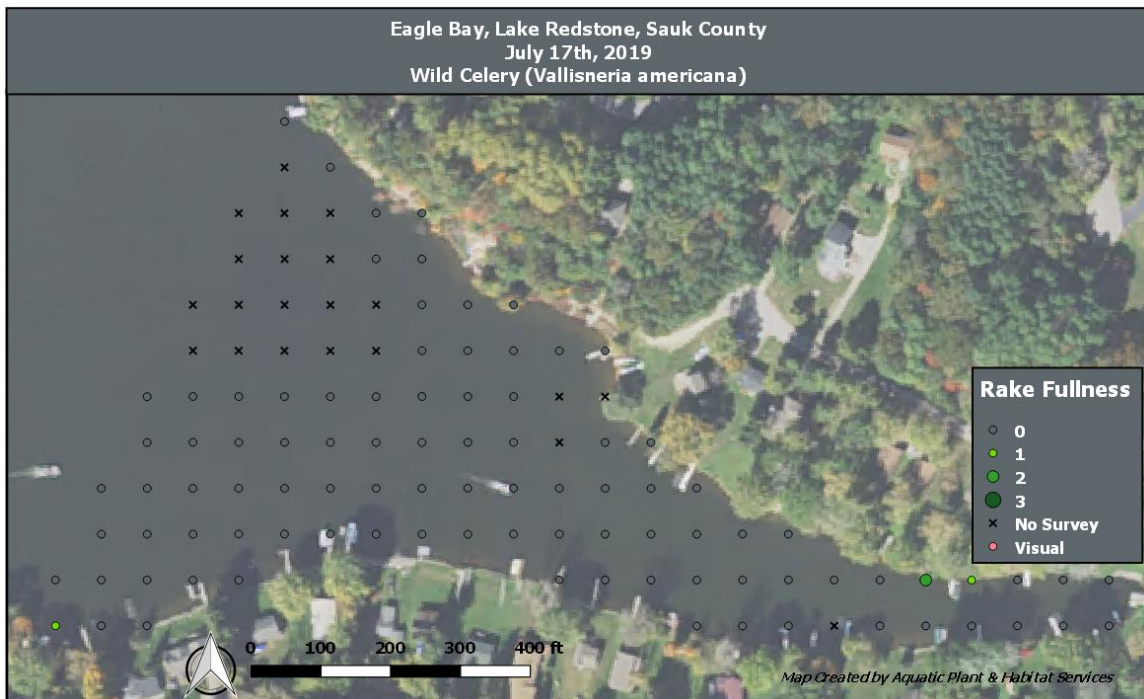 Eagle Bay, Lake Redstone, Sauk County
July 17th, 2019
Wild Celery (Vallisneria americana)
Rake Fullness
0
1
2
3
No Survey
Visual
0 100 200 300 400 ft
Map Created by Aquatic Plant & Habitat Services